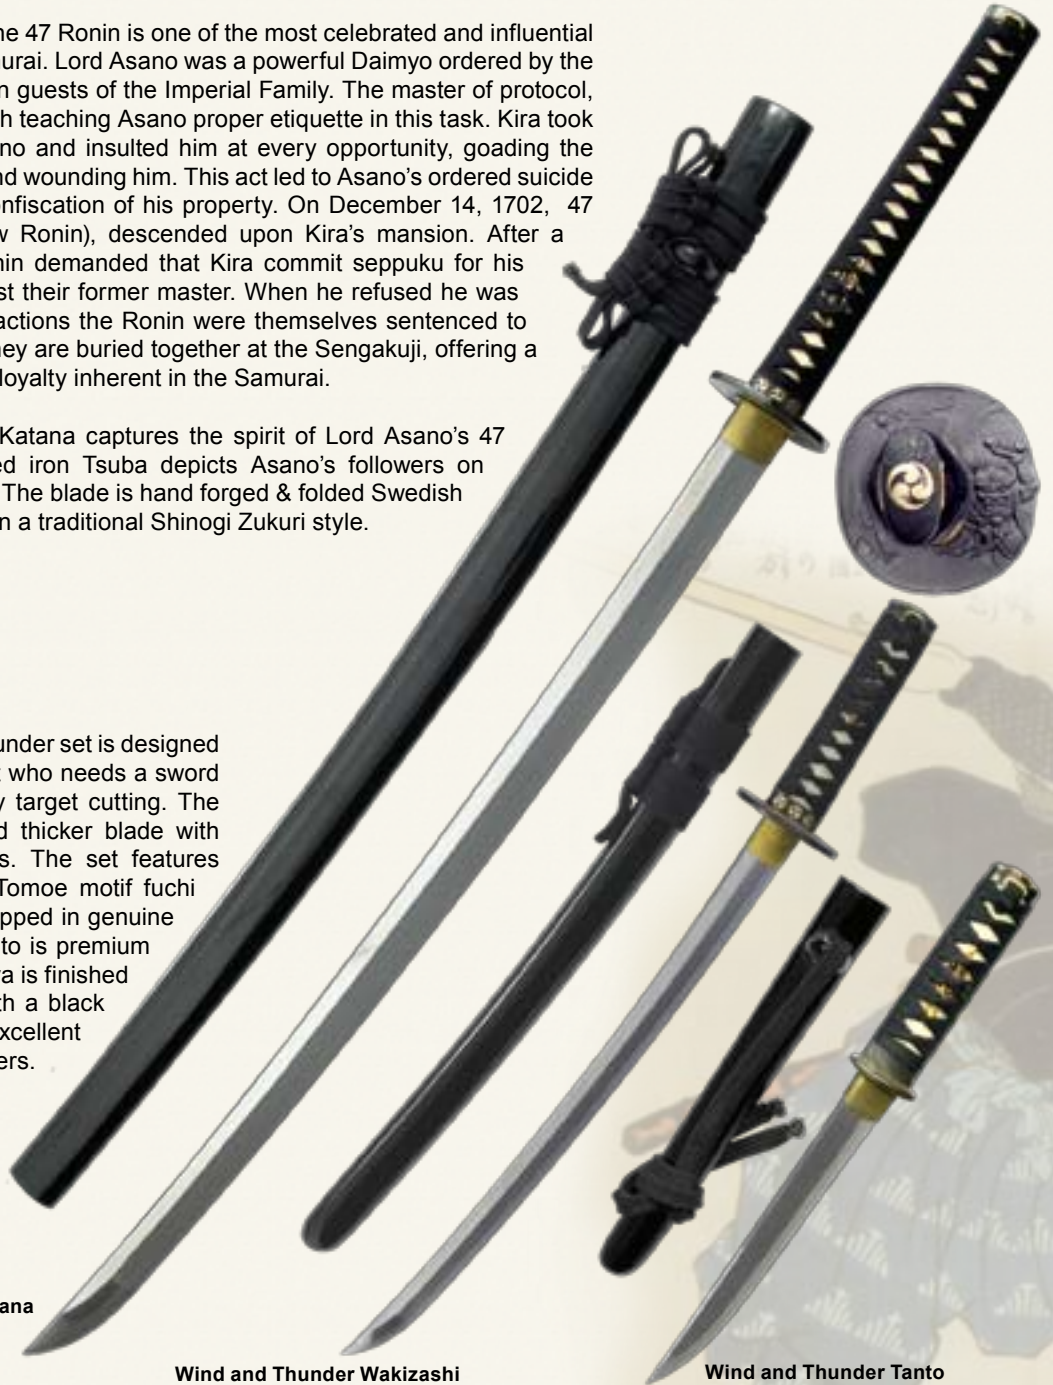 he 47 Ronin is one of the most celebrated and influential
urai. Lord Asano was a powerful Daimyo ordered by the
n guests of the Imperial Family. The master of protocol,
h teaching Asano proper etiquette in this task. Kira took
no and insulted him at every opportunity, goading the
nd wounding him. This act led to Asano's ordered suicide
onfiscation of his property. On December 14, 1702, 47
w Ronin), descended upon Kira's mansion. After a
nin demanded that Kira commit seppuku for his
st their former master. When he refused he was
actions the Ronin were themselves sentenced to
hey are buried together at the Sengakuji, offering a
loyalty inherent in the Samurai.
Katana captures the spirit of Lord Asano's 47
ed iron Tsuba depicts Asano's followers on
The blade is hand forged & folded Swedish
n a traditional Shinogi Zukuri style.
under set is designed
t who needs a sword
y target cutting. The
d thicker blade with
s. The set features
Tomoe motif fuchi
pped in genuine
to is premium
ra is finished
th a black
xcellent
ers.
ana
Wind and Thunder Wakizashi
Wind and Thunder Tanto